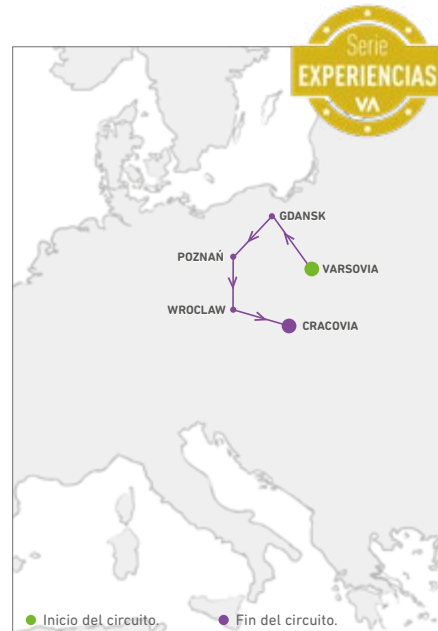 Serie
EXPERIENCIAS
VA
GDANSK
POZNAŃ
VARSOVIA
WROCLAW
CRACOVIA
Inicio del circuito.
Fin del circuito.